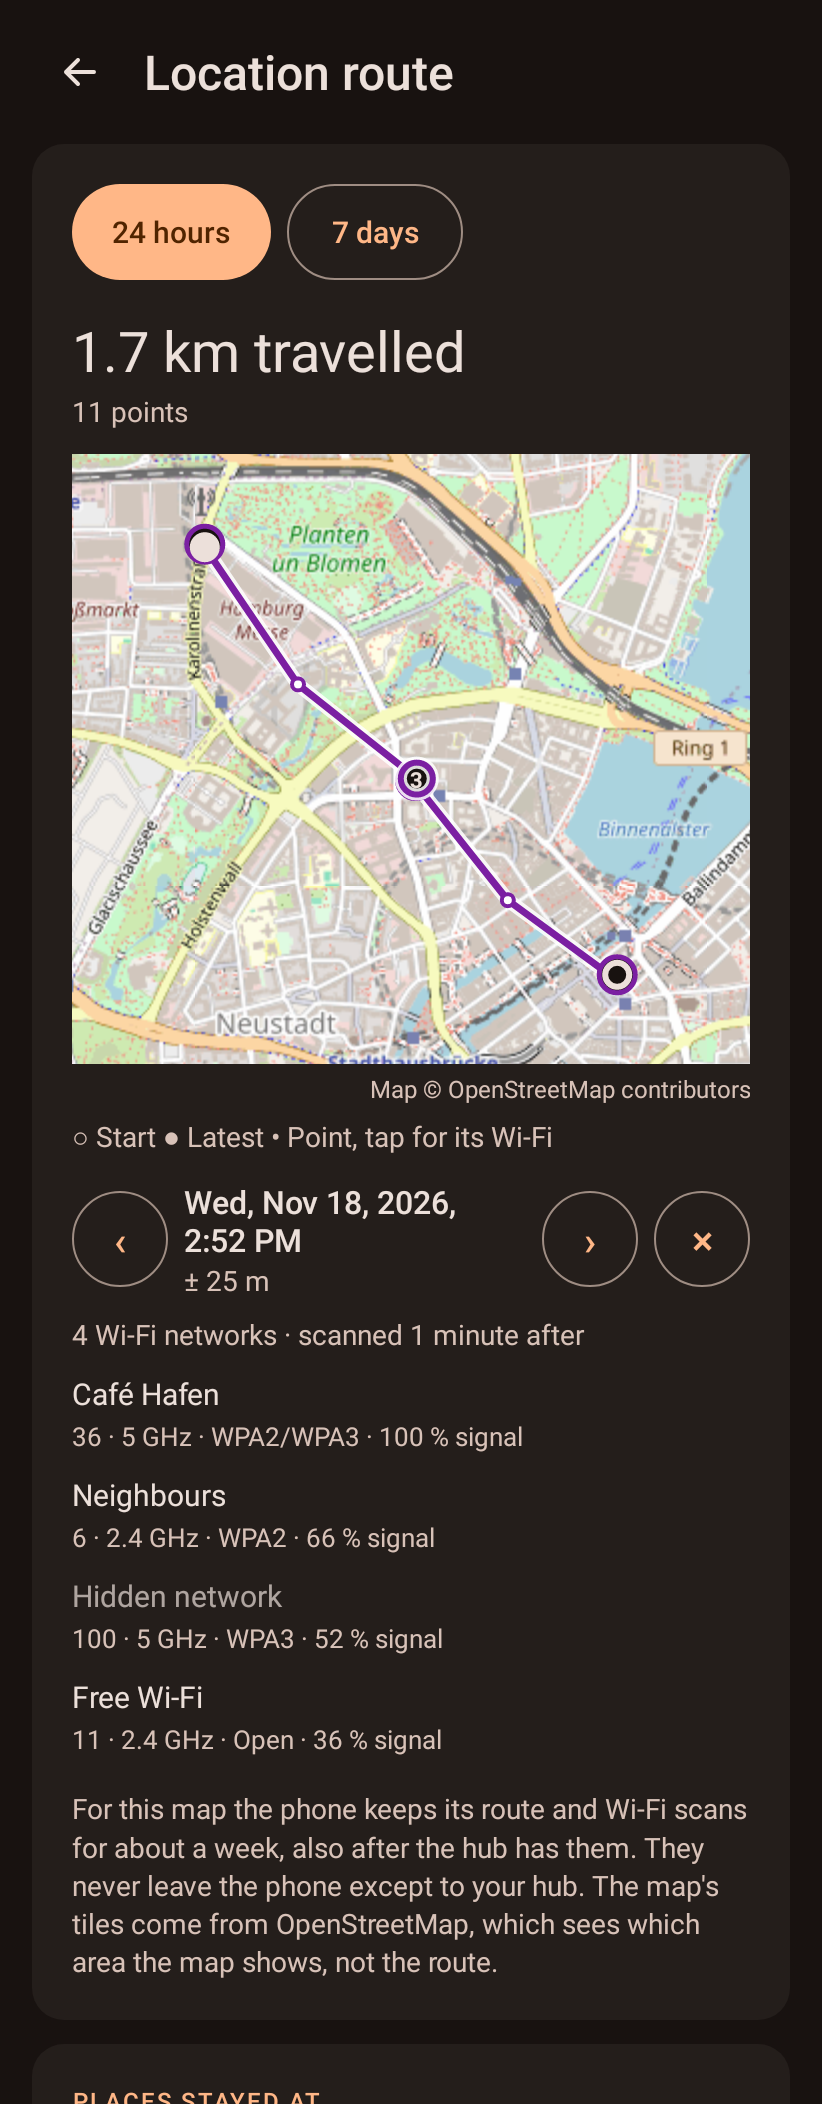 Location route
24 hours
7 days
1.7 km travelled
11 points
Planten
un Blomen
Karolinenstraß
Hamburg
Messe
Ring 1
3
Binnenalster
Ballindamm
Glacischaussee
Holstenwall
Neustadt
Stadthausbrücke
Map © OpenStreetMap contributors
○ Start ● Latest • Point, tap for its Wi-Fi
‹
Wed, Nov 18, 2026,
2:52 PM
± 25 m
›
×
4 Wi-Fi networks · scanned 1 minute after
Café Hafen
36 · 5 GHz · WPA2/WPA3 · 100 % signal
Neighbours
6 · 2.4 GHz · WPA2 · 66 % signal
Hidden network
100 · 5 GHz · WPA3 · 52 % signal
Free Wi-Fi
11 · 2.4 GHz · Open · 36 % signal
For this map the phone keeps its route and Wi-Fi scans
for about a week, also after the hub has them. They
never leave the phone except to your hub. The map's
tiles come from OpenStreetMap, which sees which
area the map shows, not the route.
PLACES STAYED AT